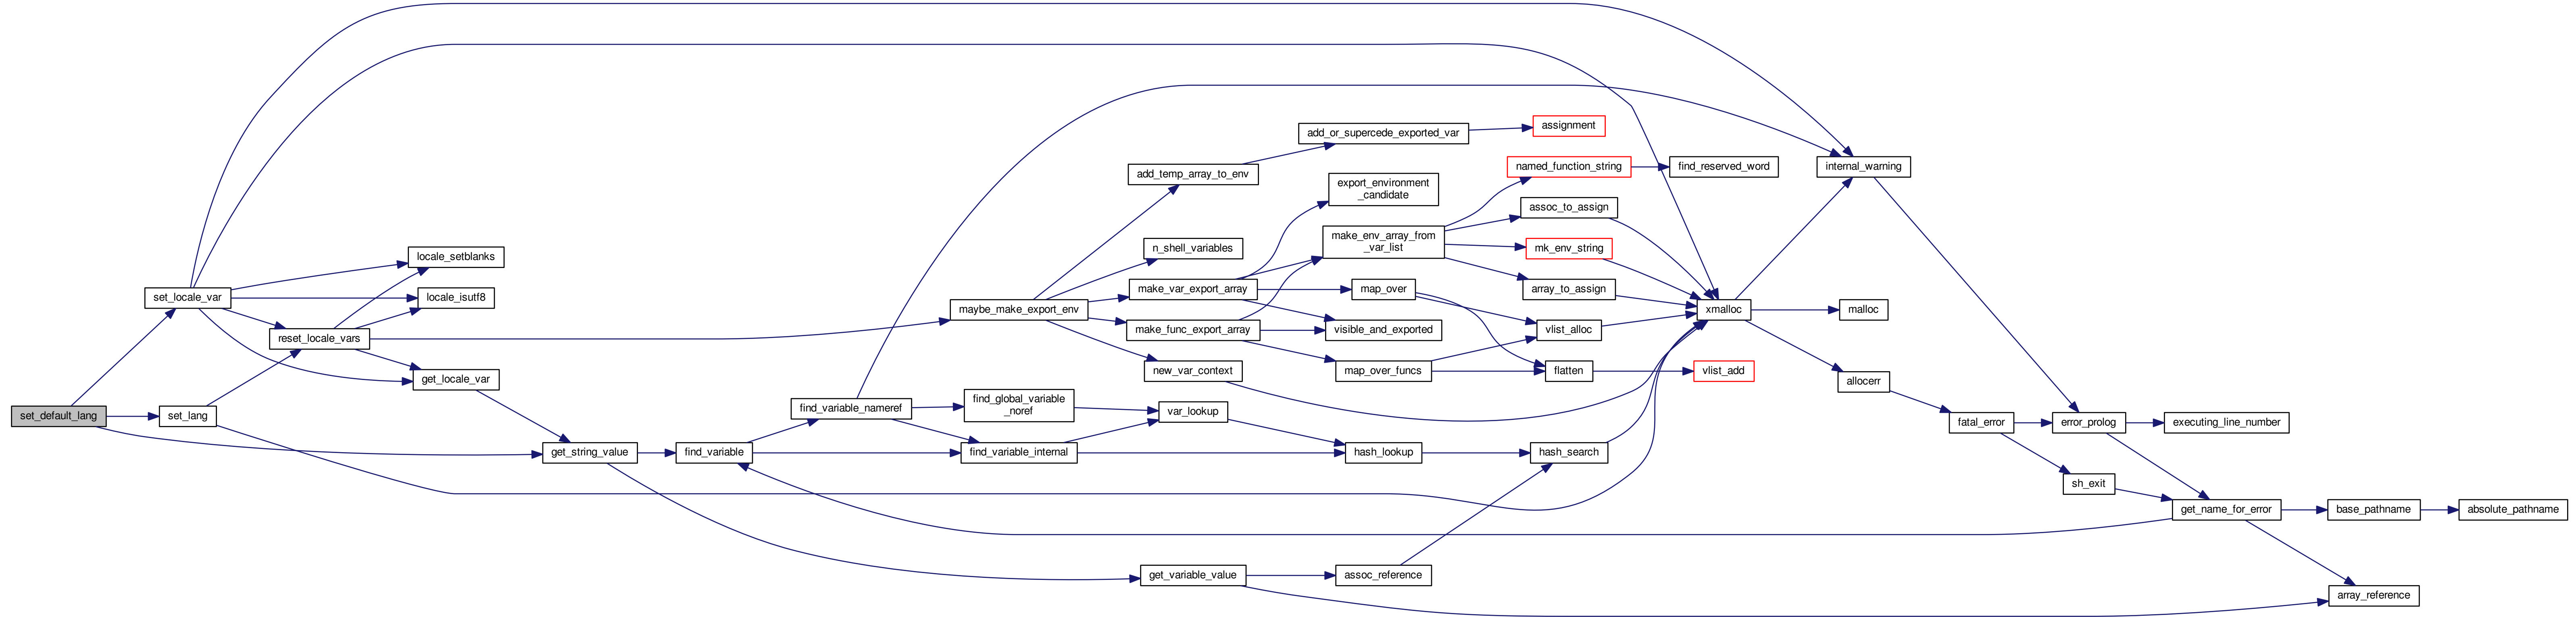 set_default_lang
set_locale_var
set_lang
reset_locale_vars
locale_setblanks
locale_isutf8
get_locale_var
get_string_value
find_variable
find_variable_nameref
find_global_variable
_noref
find_variable_internal
maybe_make_export_env
add_temp_array_to_env
n_shell_variables
make_var_export_array
make_func_export_array
new_var_context
var_lookup
get_variable_value
add_or_supercede_exported_var
export_environment
_candidate
make_env_array_from
_var_list
map_over
visible_and_exported
map_over_funcs
hash_lookup
assoc_reference
assignment
named_function_string
assoc_to_assign
mk_env_string
array_to_assign
vlist_alloc
flatten
hash_search
find_reserved_word
xmalloc
vlist_add
internal_warning
malloc
allocerr
fatal_error
error_prolog
sh_exit
executing_line_number
get_name_for_error
base_pathname
array_reference
absolute_pathname